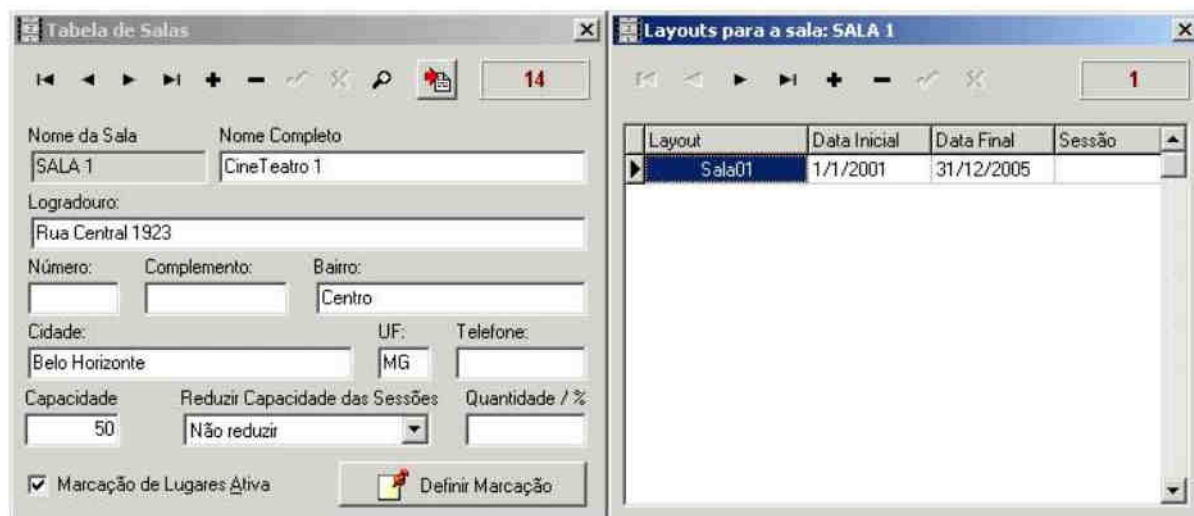 Tabela de Salas
14
Nome da Sala Nome Completo
SALA 1 CineTeatro 1
Logradouro:
Rua Central 1923
Número: Complemento: Bairro:
Centro
Cidade: UF: Telefone:
Belo Horizonte MG
Capacidade Reduzir Capacidade das Sessões Quantidade / %
50 Não reduzir
Marcação de Lugares Ativa Definir Marcação
Layouts para a sala: SALA 1
1
Layout Data Inicial Data Final Sessão
Sala01 1/1/2001 31/12/2005